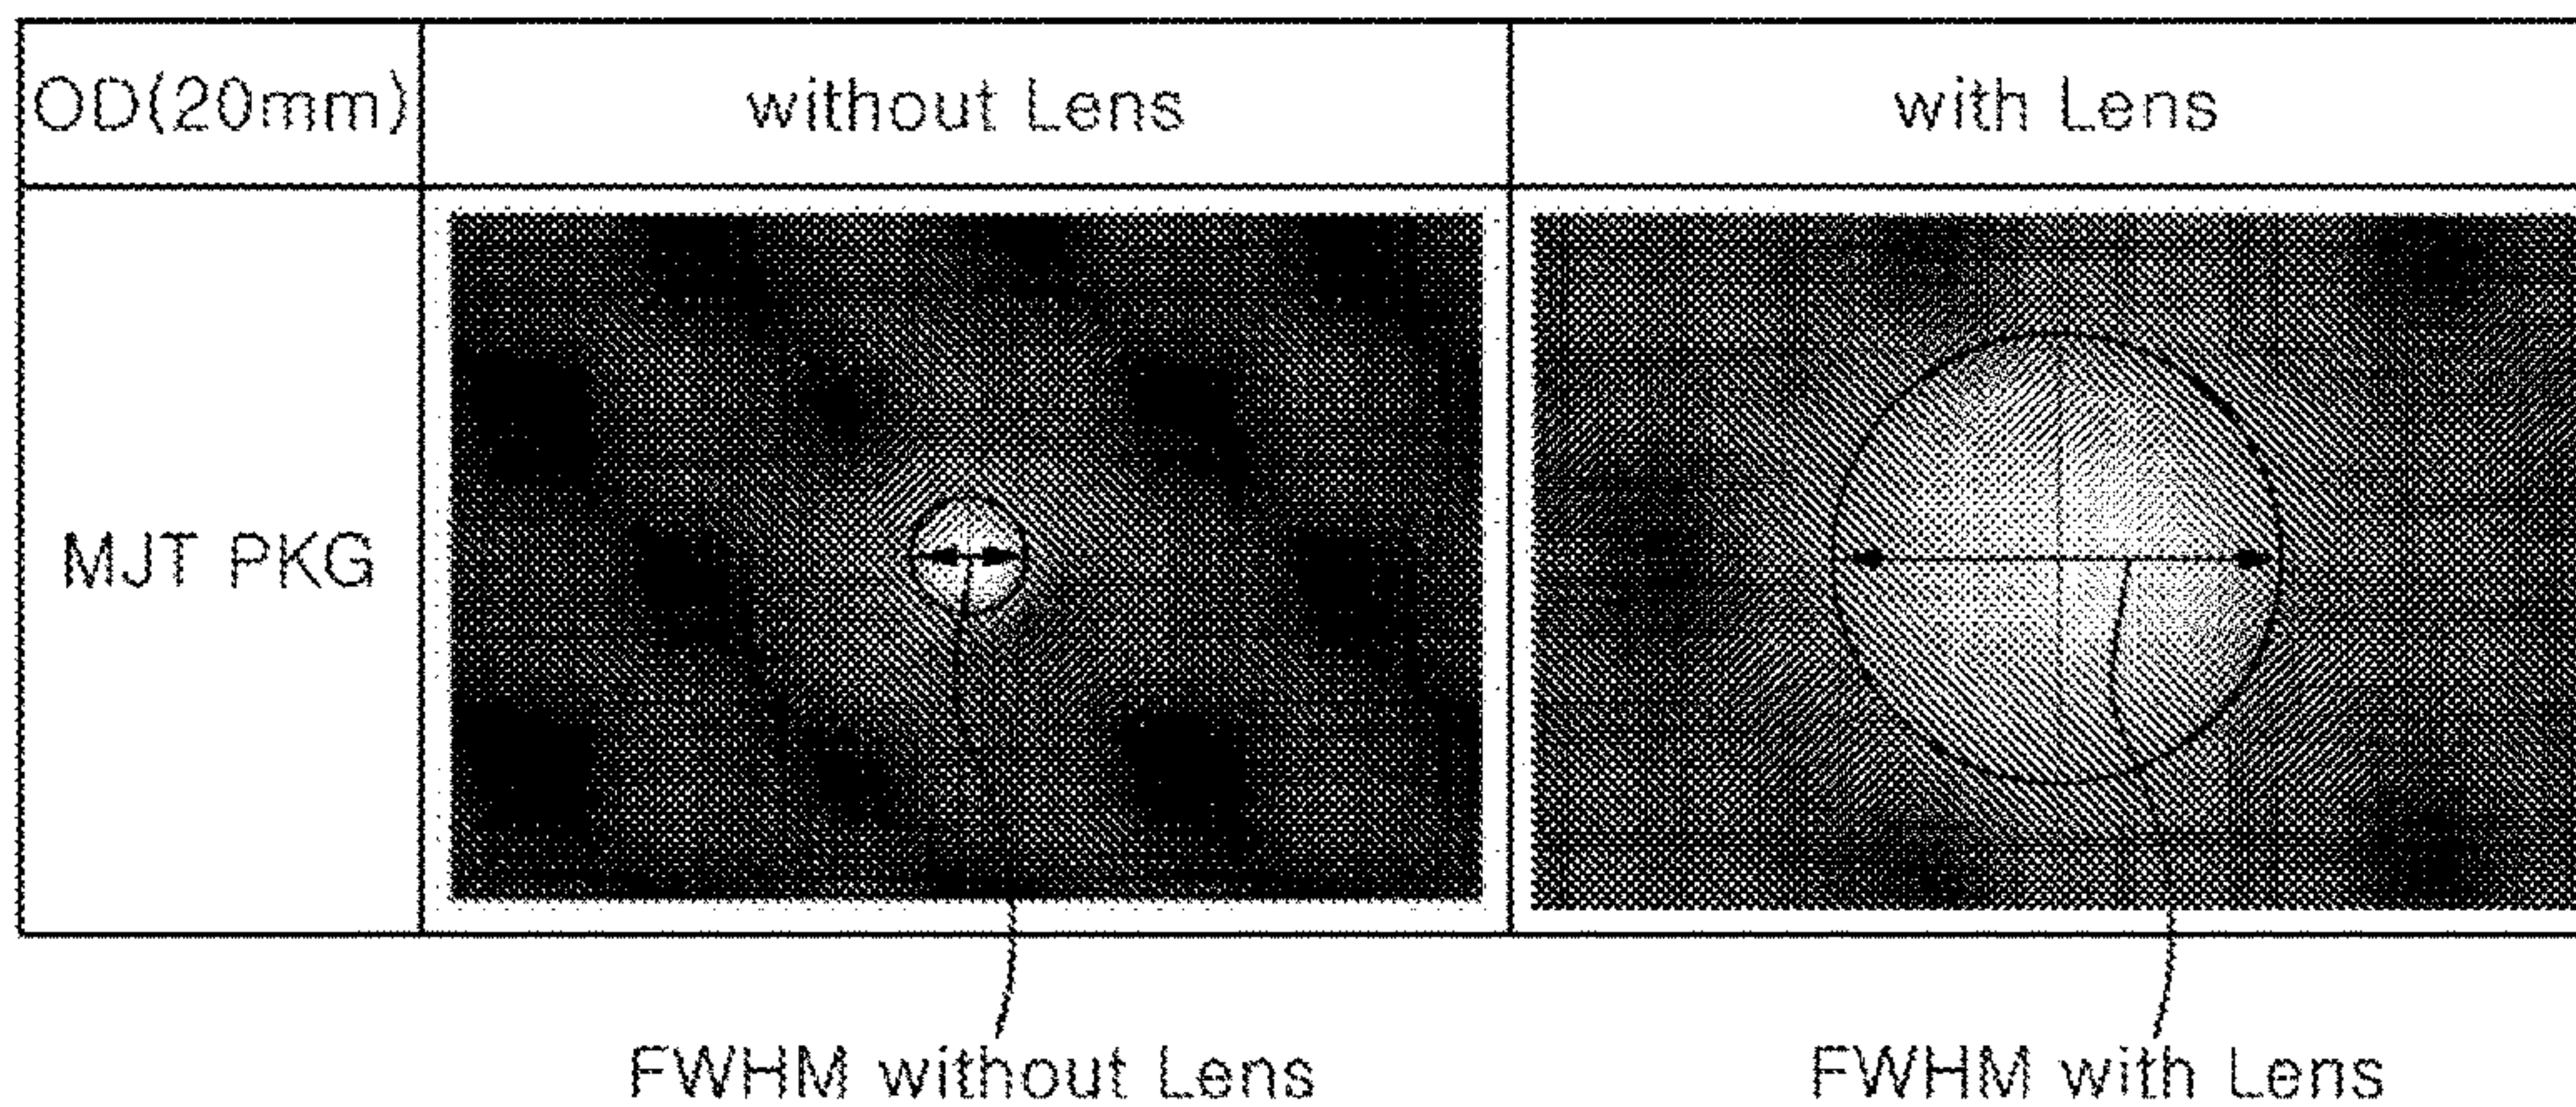 OD(20mm)
without Lens
with Lens
MJT PKG
FWHM without Lens
FWHM with Lens